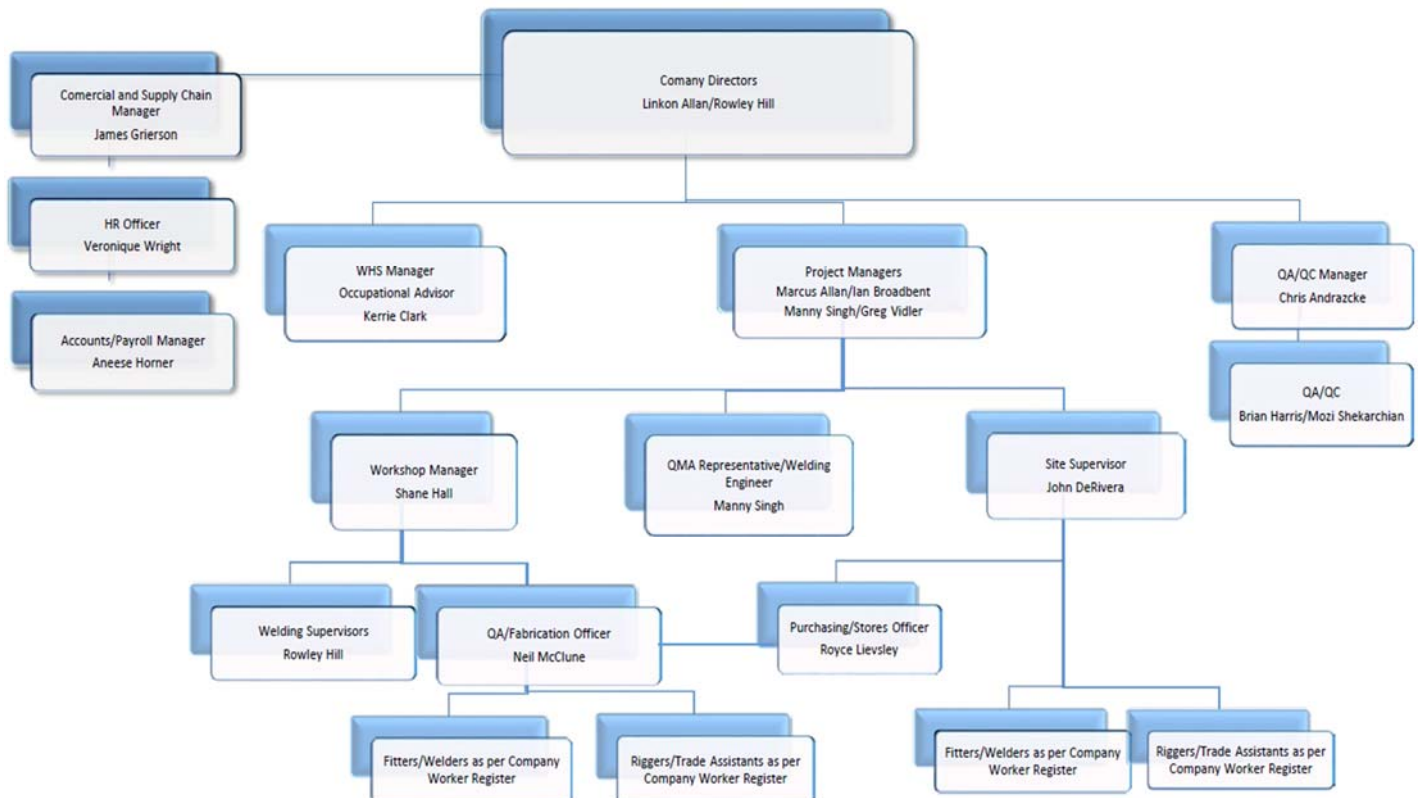 Comany Directors
Linkon Allan/Rowley Hill
Comercial and Supply Chain
Manager
James Grierson
HR Officer
Veronique Wright
Accounts/Payroll Manager
Aneese Horner
WHS Manager
Occupational Advisor
Kerrie Clark
Project Managers
Marcus Allan/Ian Broadbent
Manny Singh/Greg Vidler
QA/QC Manager
Chris Andrazcke
QA/QC
Brian Harris/Mozi Shekarchian
Workshop Manager
Shane Hall
QMA Representative/Welding
Engineer
Manny Singh
Site Supervisor
John DeRivera
Welding Supervisors
Rowley Hill
QA/Fabrication Officer
Neil McClune
Purchasing/Stores Officer
Royce Lievsley
Fitters/Welders as per Company
Worker Register
Riggers/Trade Assistants as per
Company Worker Register
Fitters/Welders as per Company
Worker Register
Riggers/Trade Assistants as per
Company Worker Register